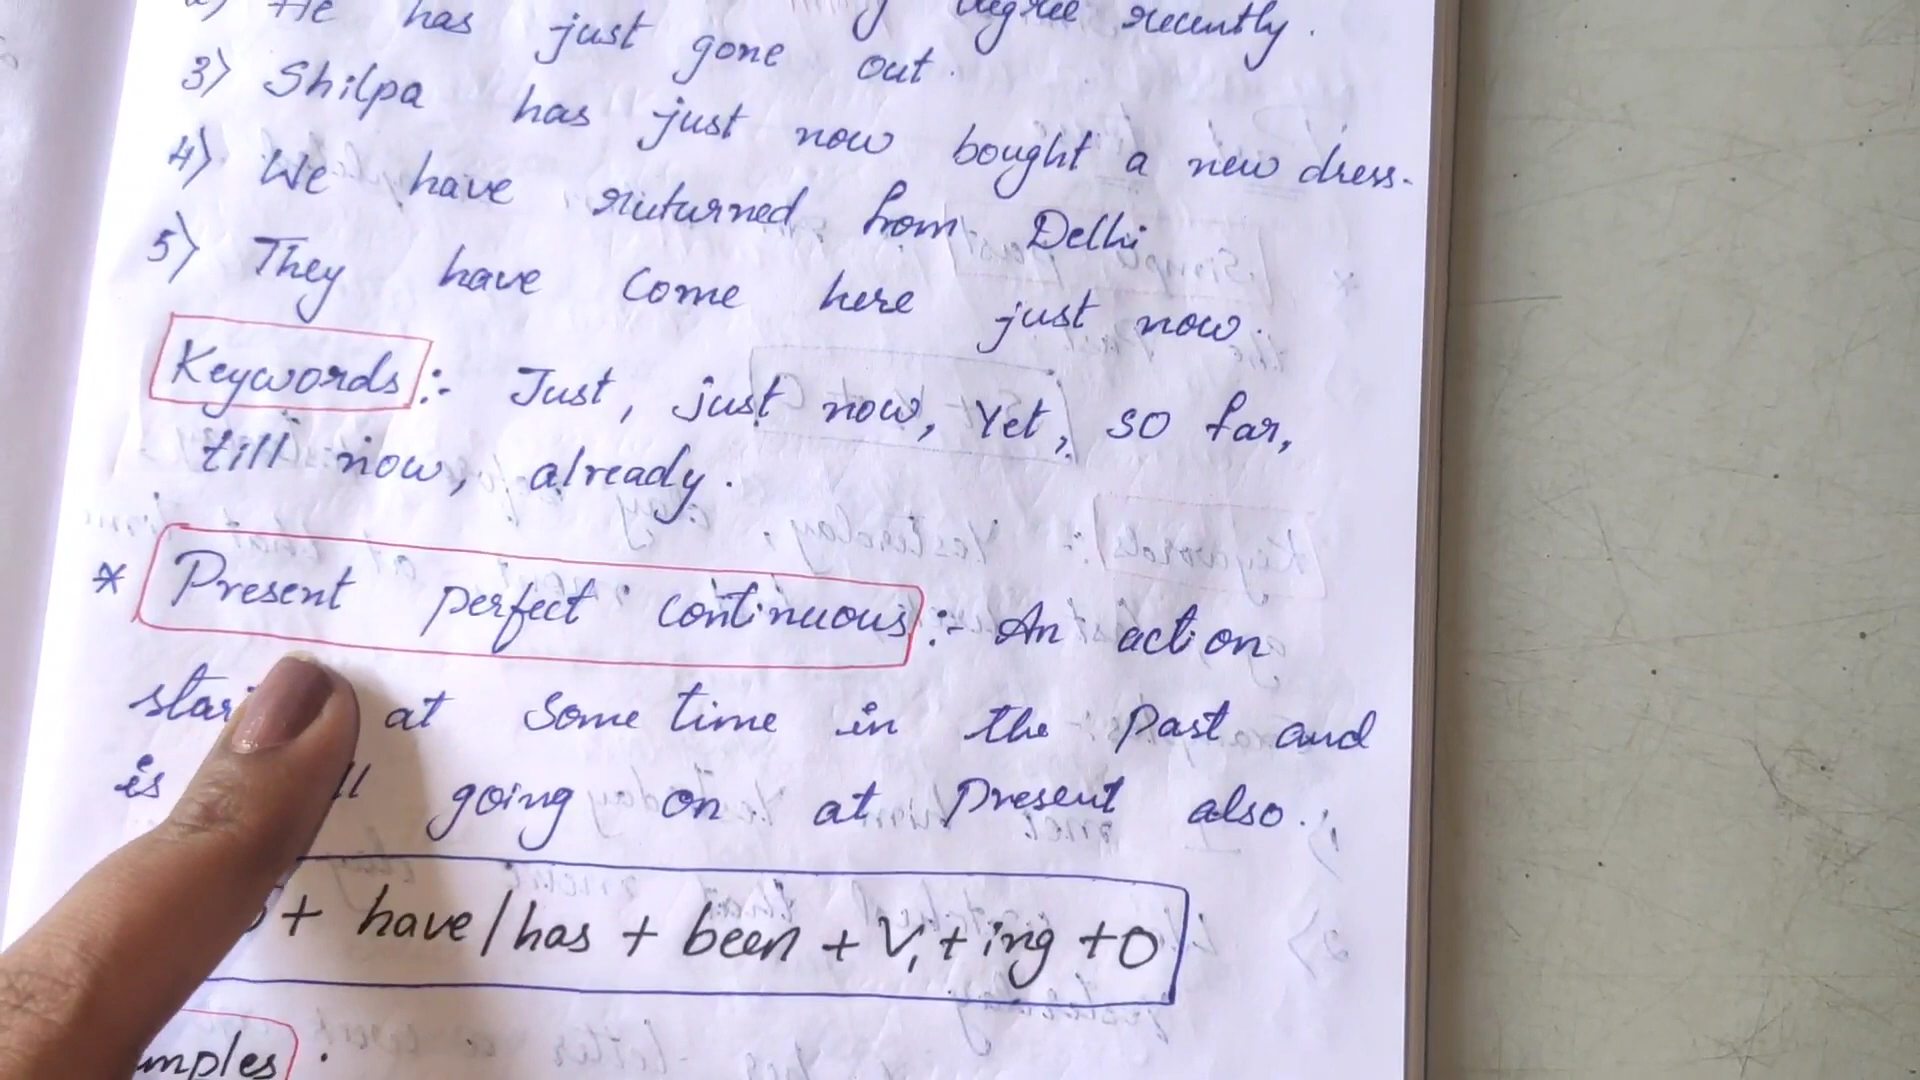 2) He has just gone out.
degree recently.
3) Shilpa has just now bought a new dress.
4) We have returned from Delhi
5) They have come here just now.
Keywords :- Just, just now, Yet, so far,
till now, already.
* Present perfect continuous :- An action
at some time in the past and
is going on at Present also.
S + have/has + been + V1 + ing + O